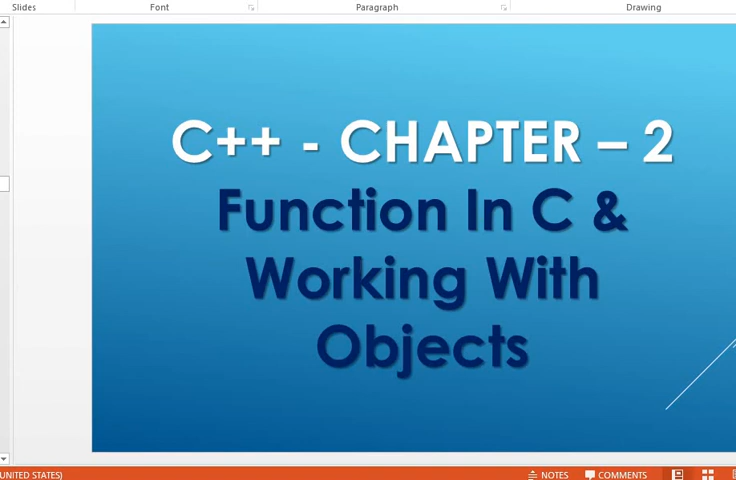 Slides Font Paragraph Drawing
C++ - CHAPTER – 2
Function In C &
Working With
Objects
UNITED STATES) NOTES COMMENTS